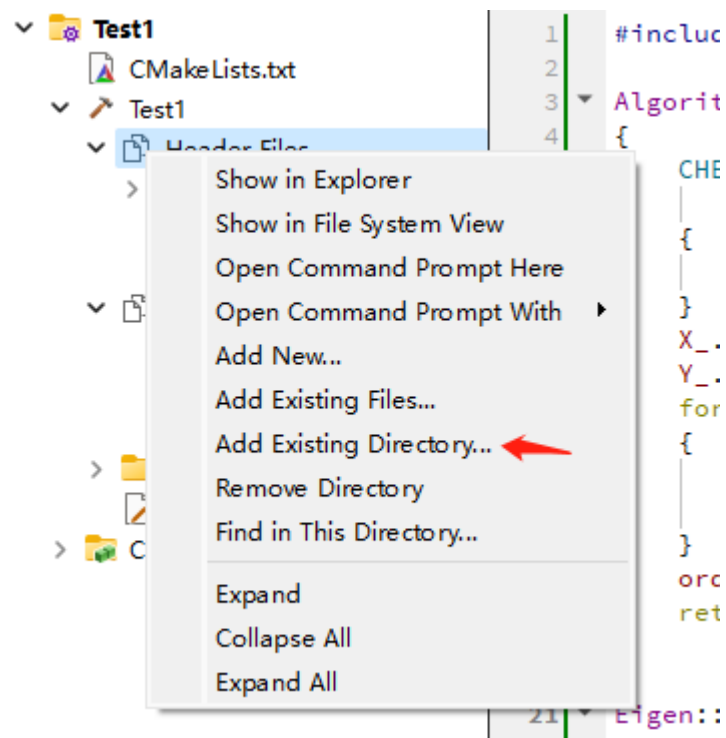 Test1
CMakeLists.txt
Test1
Header Files
Show in Explorer
Show in File System View
Open Command Prompt Here
Open Command Prompt With
Add New...
Add Existing Files...
Add Existing Directory...
Remove Directory
Find in This Directory...
Expand
Collapse All
Expand All
C
1 #includ
2
3 Algorit
4 {
CHE
{
}
X_.
Y_.
for
{
}
ord
ret
21 Eigen::